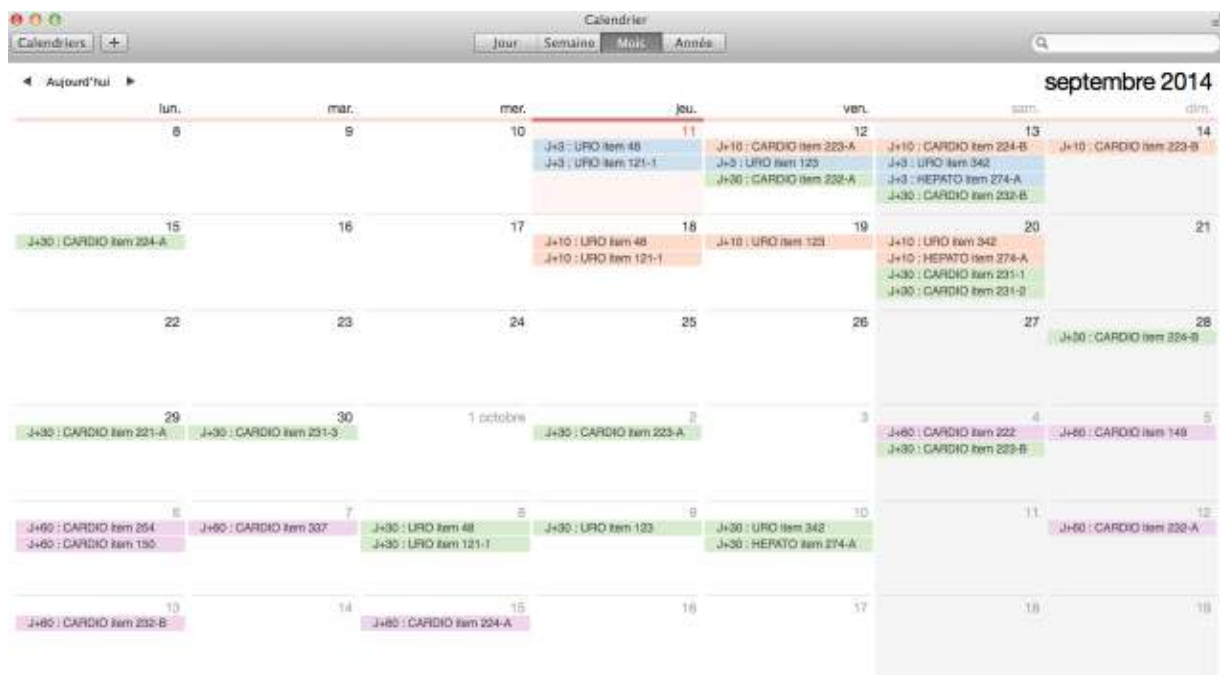 Calendrier
Calendriers +
Jour Semaine Mois Année
Aujourd'hui
septembre 2014
lun. mar. mer. jeu. ven. sam. dim.
8 9 10 11 12 13 14
J+3 : URO item 48
J+3 : URO item 121-1
J+10 : CARDIO item 223-A
J+3 : URO item 123
J+30 : CARDIO item 232-A
J+10 : CARDIO item 224-B
J+3 : URO item 342
J+3 : HEPATO item 274-A
J+30 : CARDIO item 232-B
J+10 : CARDIO item 223-B
15 16 17 18 19 20 21
J+30 : CARDIO item 224-A
J+10 : URO item 48
J+10 : URO item 121-1
J+10 : URO item 123
J+10 : URO item 342
J+10 : HEPATO item 274-A
J+30 : CARDIO item 231-1
J+30 : CARDIO item 231-2
22 23 24 25 26 27 28
J+30 : CARDIO item 224-B
29 30 1 octobre 2 3 4 5
J+30 : CARDIO item 221-A
J+30 : CARDIO item 231-3
J+30 : CARDIO item 223-A
J+60 : CARDIO item 222
J+30 : CARDIO item 223-B
J+60 : CARDIO item 149
6 7 8 9 10 11 12
J+60 : CARDIO item 264
J+60 : CARDIO item 150
J+60 : CARDIO item 337
J+30 : URO item 48
J+30 : URO item 121-1
J+30 : URO item 123
J+30 : URO item 342
J+30 : HEPATO item 274-A
J+60 : CARDIO item 232-A
13 14 15 16 17 18 19
J+60 : CARDIO item 232-B
J+60 : CARDIO item 224-A